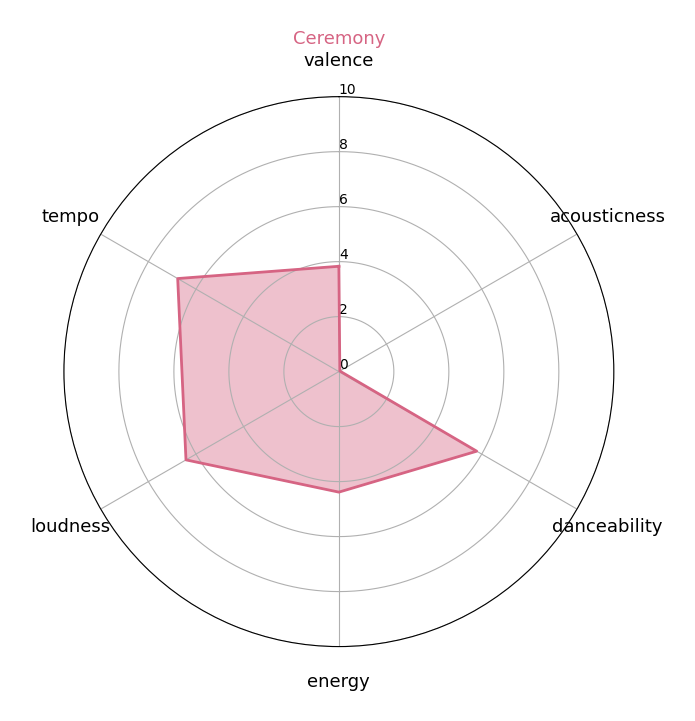 Ceremony
valence
10
8
tempo
6
acousticness
4
2
0
loudness
danceability
energy